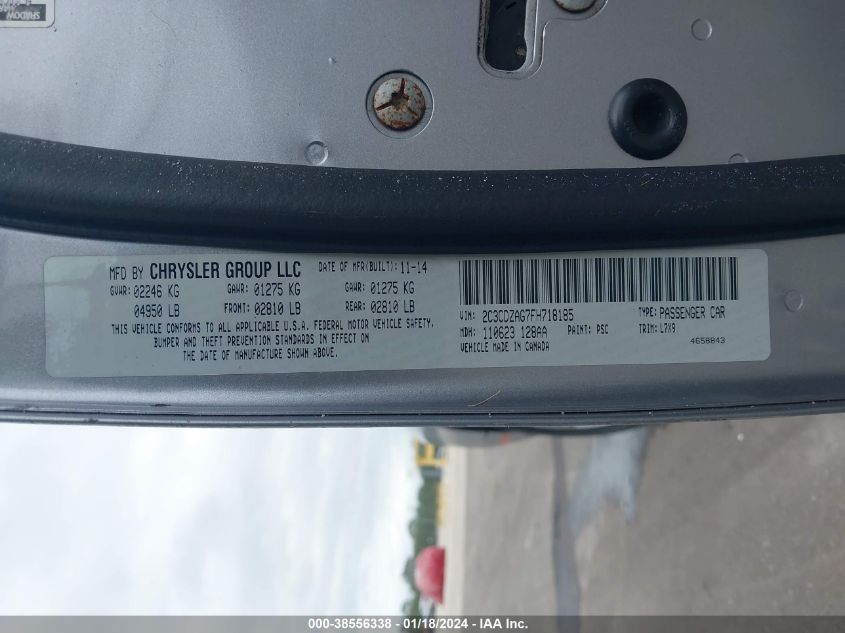 SHADOW
MFD BY CHRYSLER GROUP LLC DATE OF MFR(BUILT): 11-14
GVWR: 02246 KG GAWR: 01275 KG GAWR: 01275 KG
04950 LB FRONT: 02810 LB REAR: 02810 LB
THIS VEHICLE CONFORMS TO ALL APPLICABLE U.S.A. FEDERAL MOTOR VEHICLE SAFETY,
BUMPER AND THEFT PREVENTION STANDARDS IN EFFECT ON
THE DATE OF MANUFACTURE SHOWN ABOVE.
VIN: 2C3CDZAG7FH718185 TYPE: PASSENGER CAR
MDH: 110623 128AA PAINT: PSC TRIM: L7X9
VEHICLE MADE IN CANADA 4658843
000-38556338 - 01/18/2024 - IAA Inc.